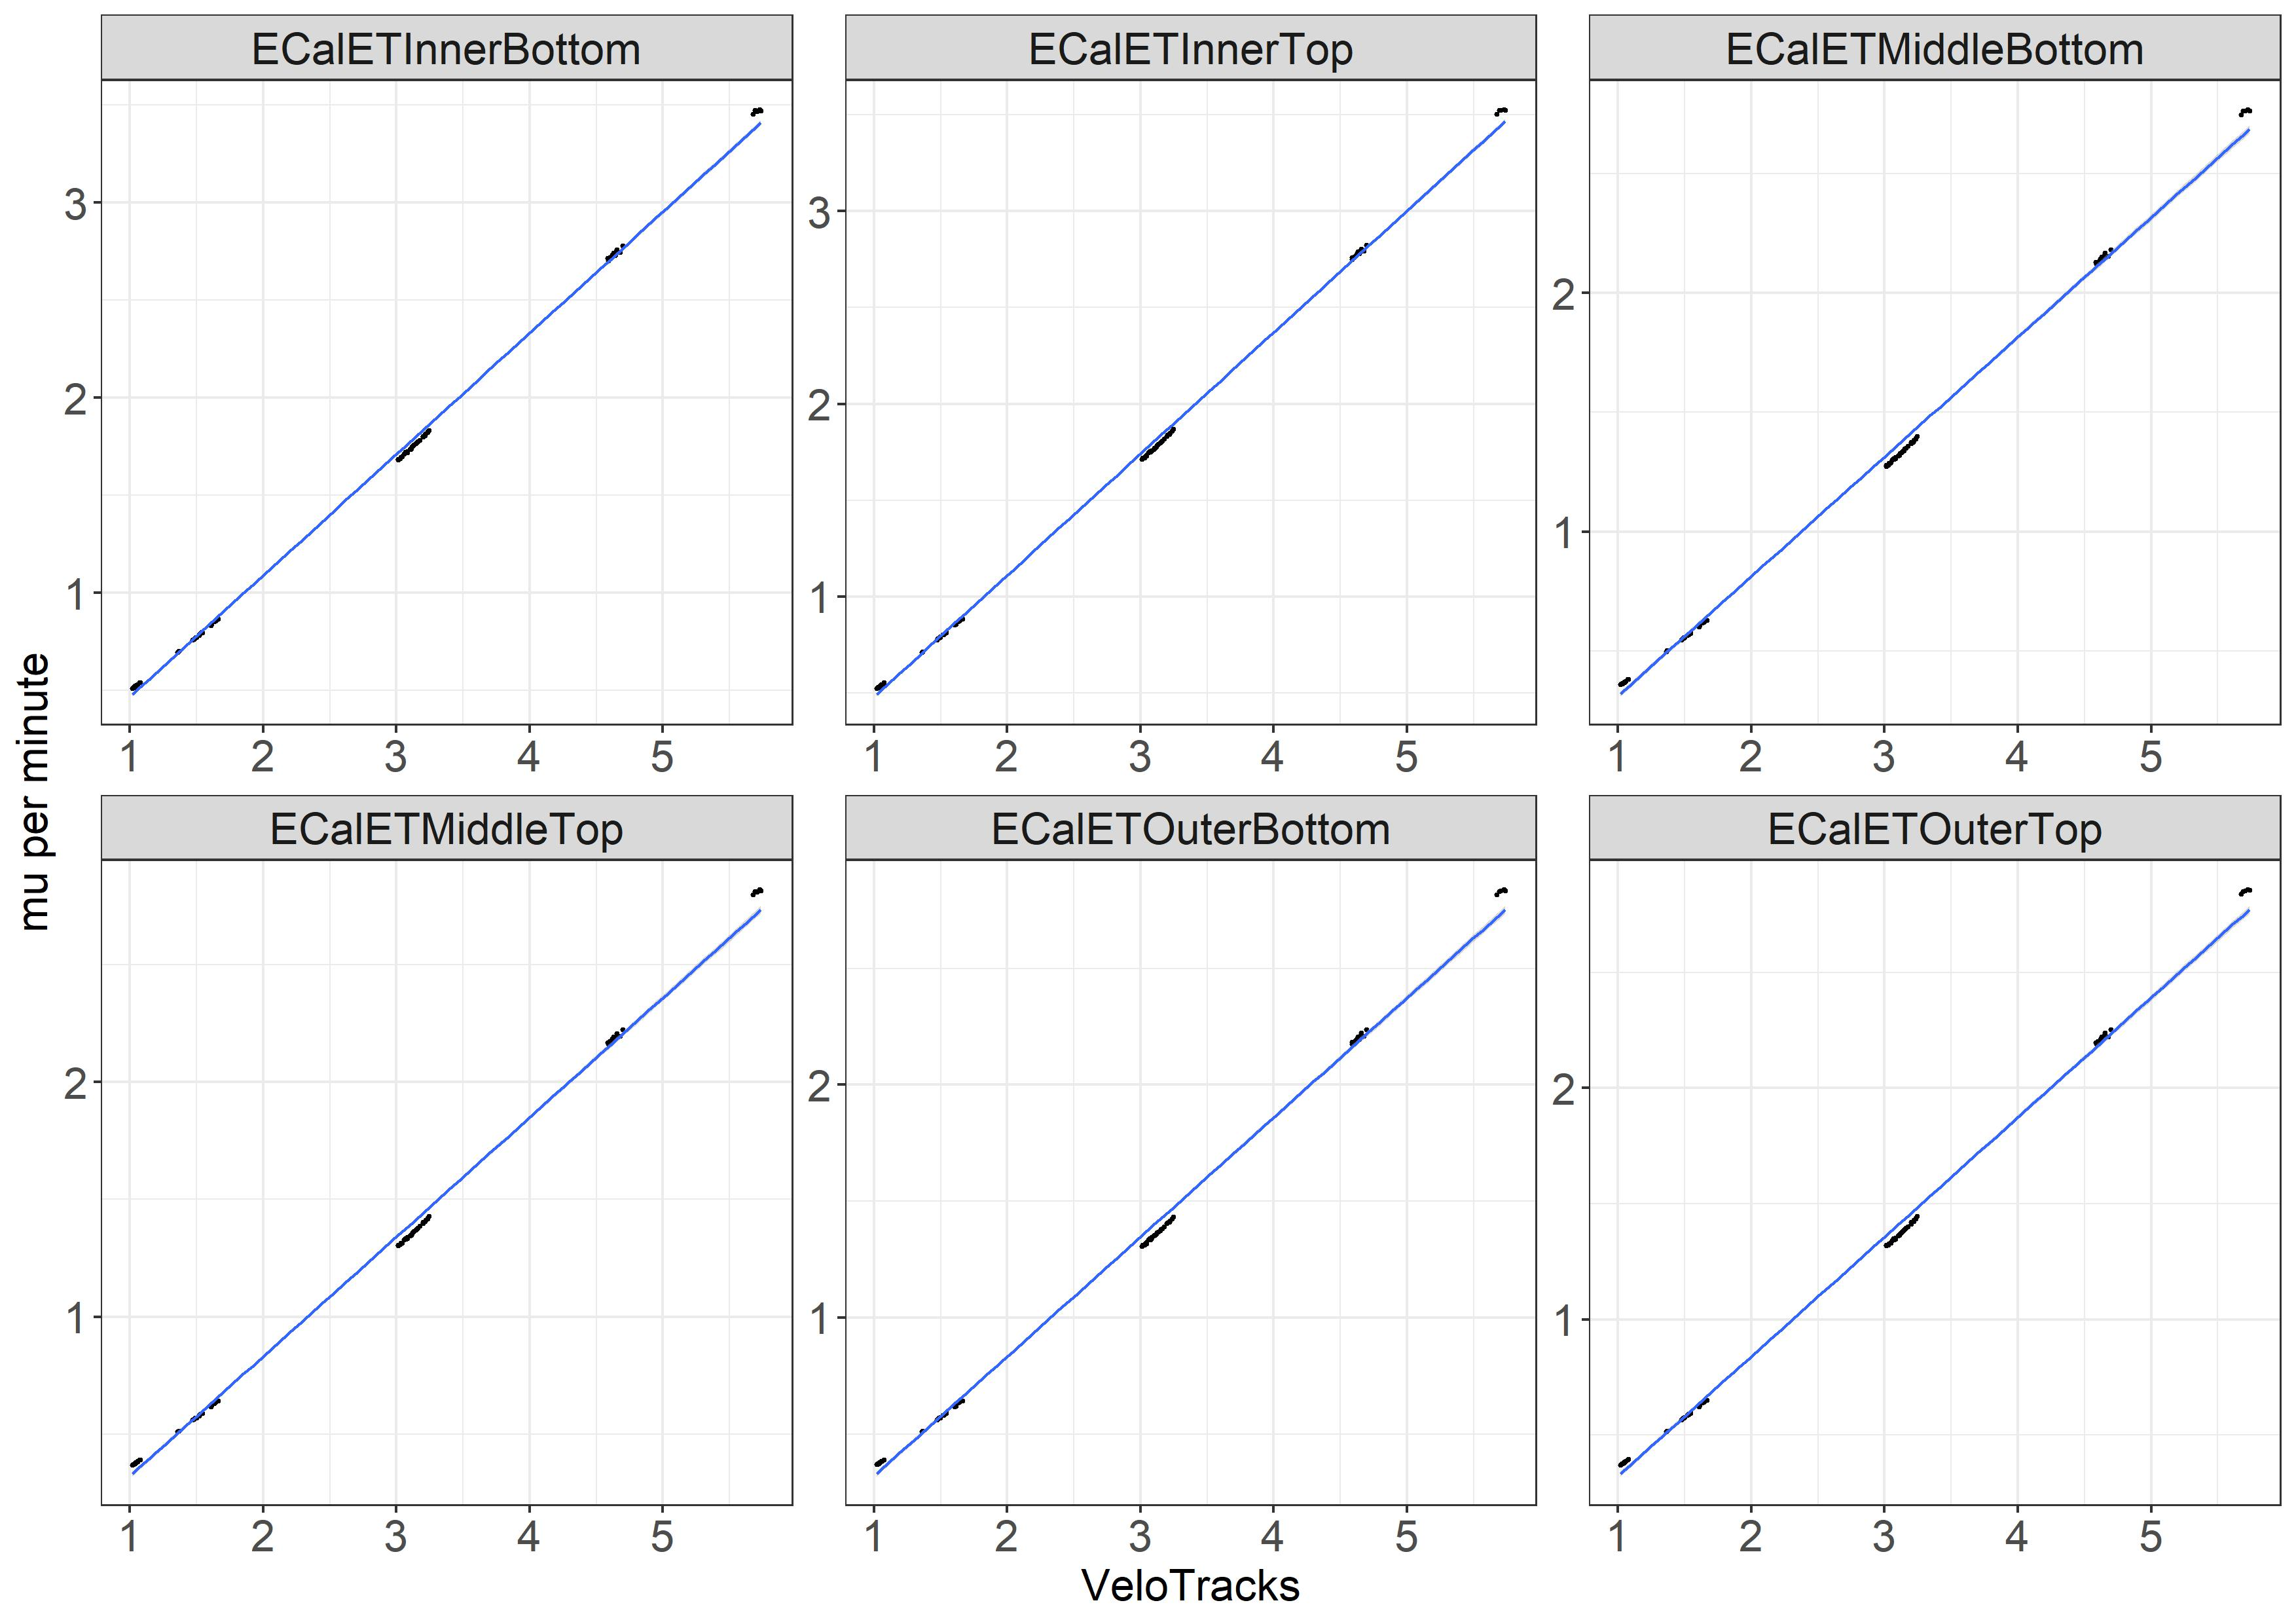 ECalETInnerBottom
ECalETInnerTop
ECalETMiddleBottom
3
2
1
3
2
1
2
1
1 2 3 4 5
1 2 3 4 5
1 2 3 4 5
mu per minute
ECalETMiddleTop
ECalETOuterBottom
ECalETOuterTop
2
1
2
1
2
1
1 2 3 4 5
1 2 3 4 5
1 2 3 4 5
VeloTracks